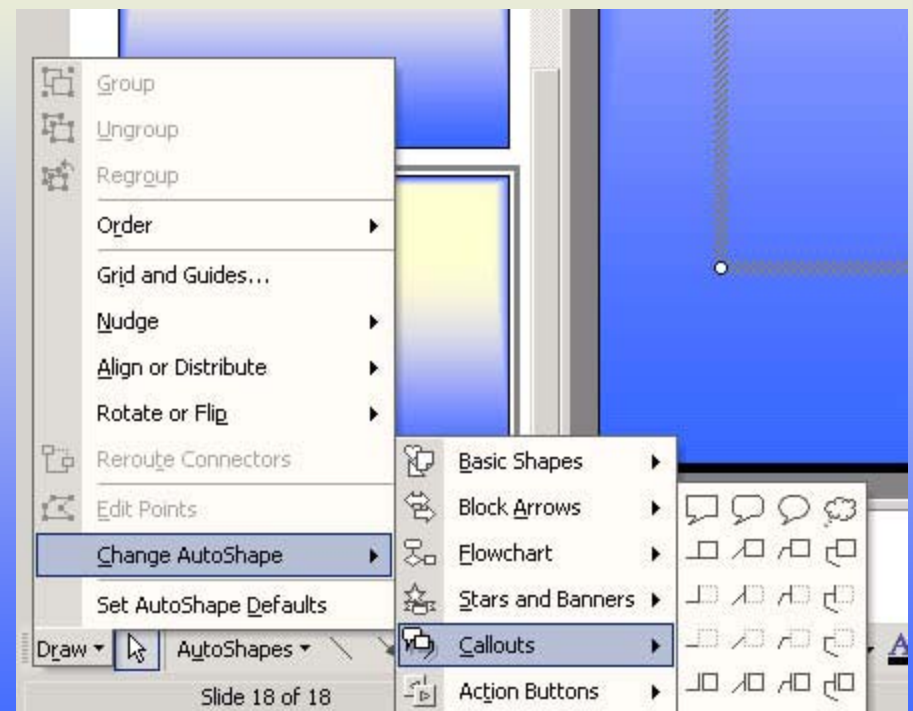 Group
Ungroup
Regroup
Order
Grid and Guides...
Nudge
Align or Distribute
Rotate or Flip
Reroute Connectors
Edit Points
Change AutoShape
Set AutoShape Defaults
Basic Shapes
Block Arrows
Flowchart
Stars and Banners
Callouts
Action Buttons
Draw
AutoShapes
A
Slide 18 of 18